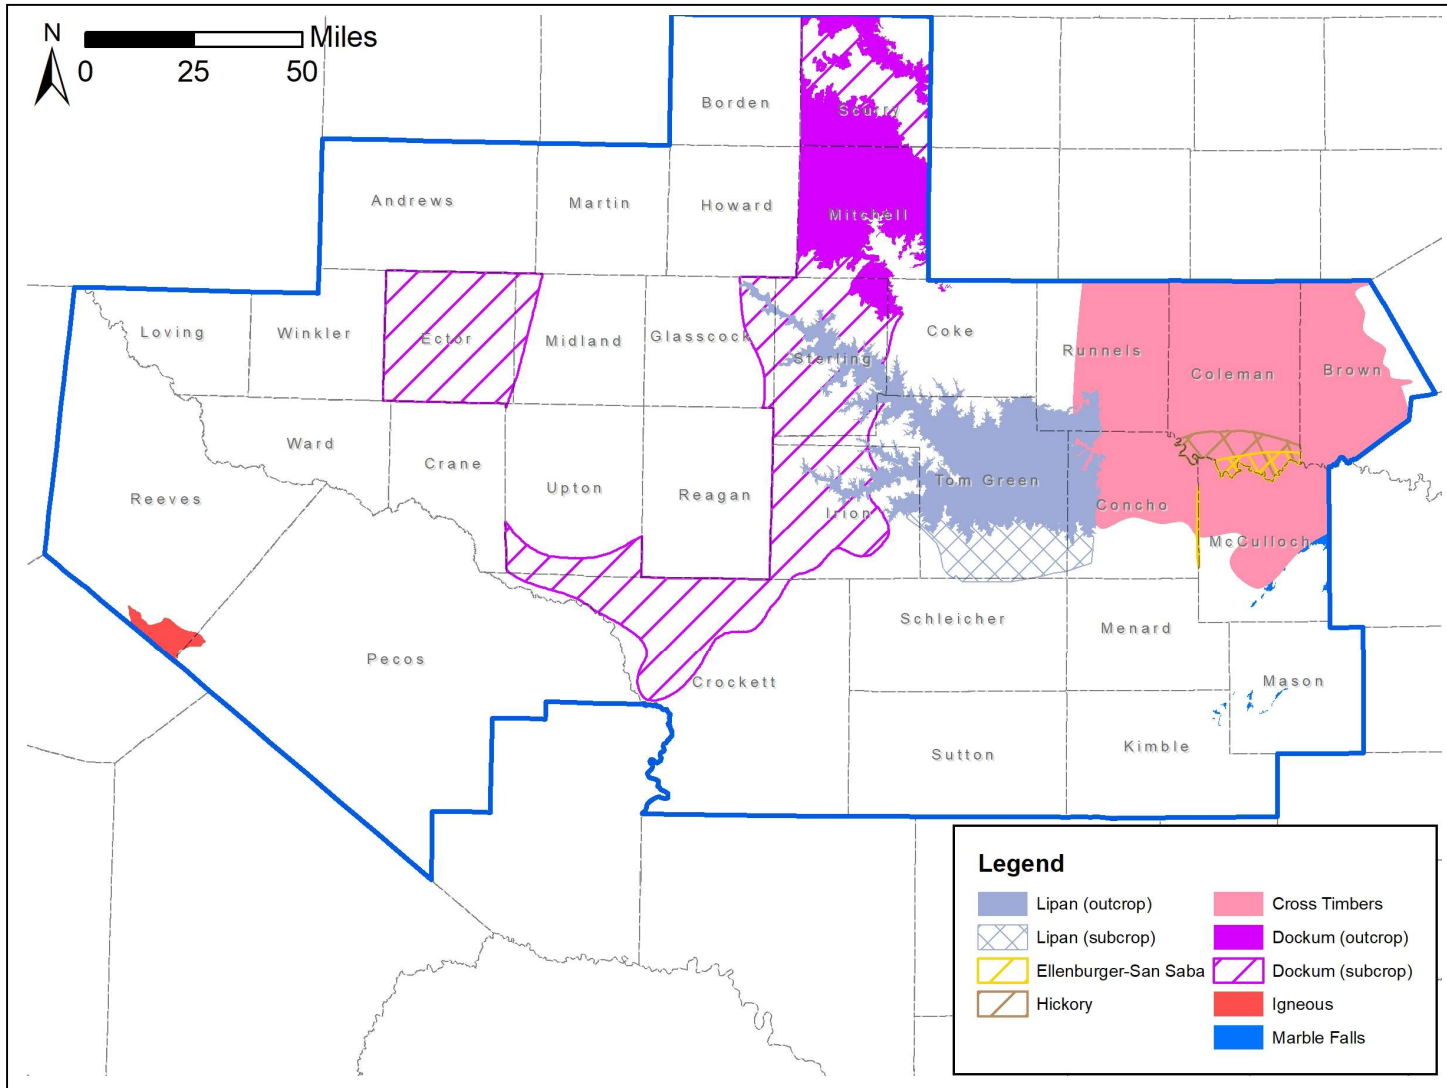 N
Miles
0 25 50
Borden
Scurry
Andrews
Martin
Howard
Mitchell
Loving
Winkler
Ector
Midland
Glasscock
Sterling
Coke
Runnels
Coleman
Brown
Ward
Crane
Upton
Reagan
Reeves
Irion
Tom Green
Concho
McCulloch
Pecos
Crockett
Schleicher
Menard
Mason
Sutton
Kimble
Legend
Lipan (outcrop)
Lipan (subcrop)
Ellenburger-San Saba
Hickory
Cross Timbers
Dockum (outcrop)
Dockum (subcrop)
Igneous
Marble Falls